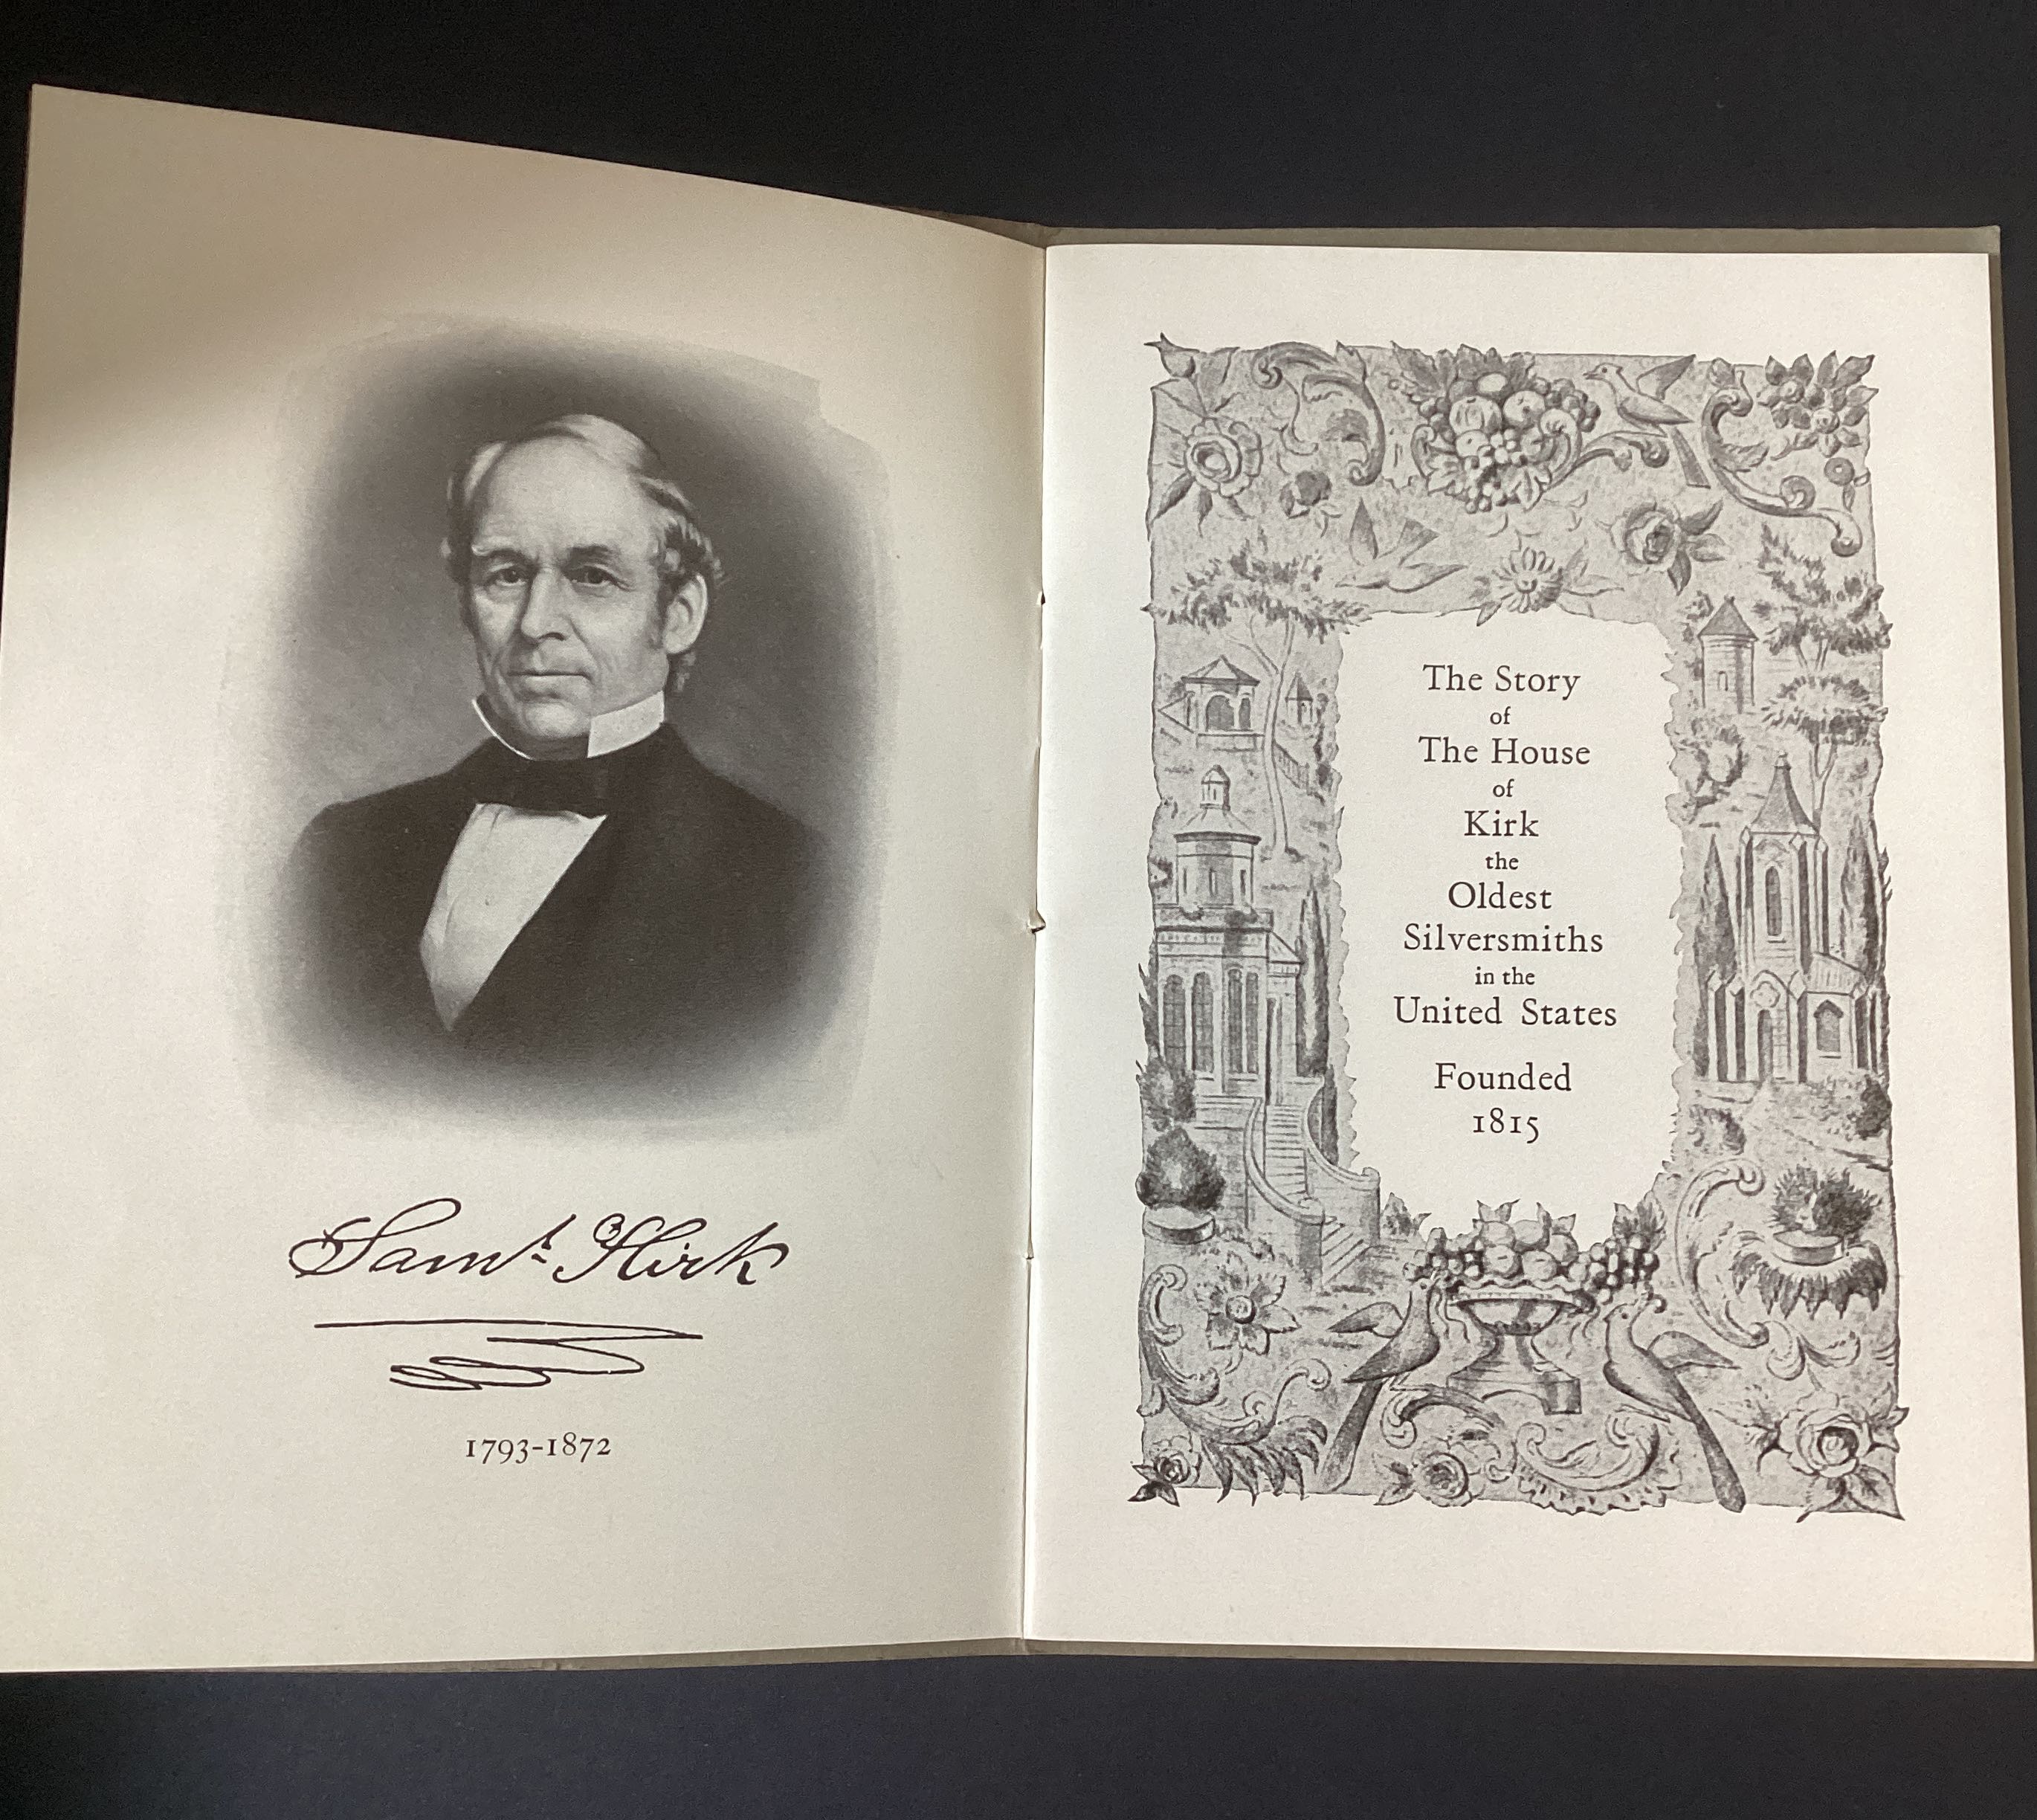 Saml. Kirk
1793-1872
The Story
of
The House
of
Kirk
the
Oldest
Silversmiths
in the
United States
Founded
1815